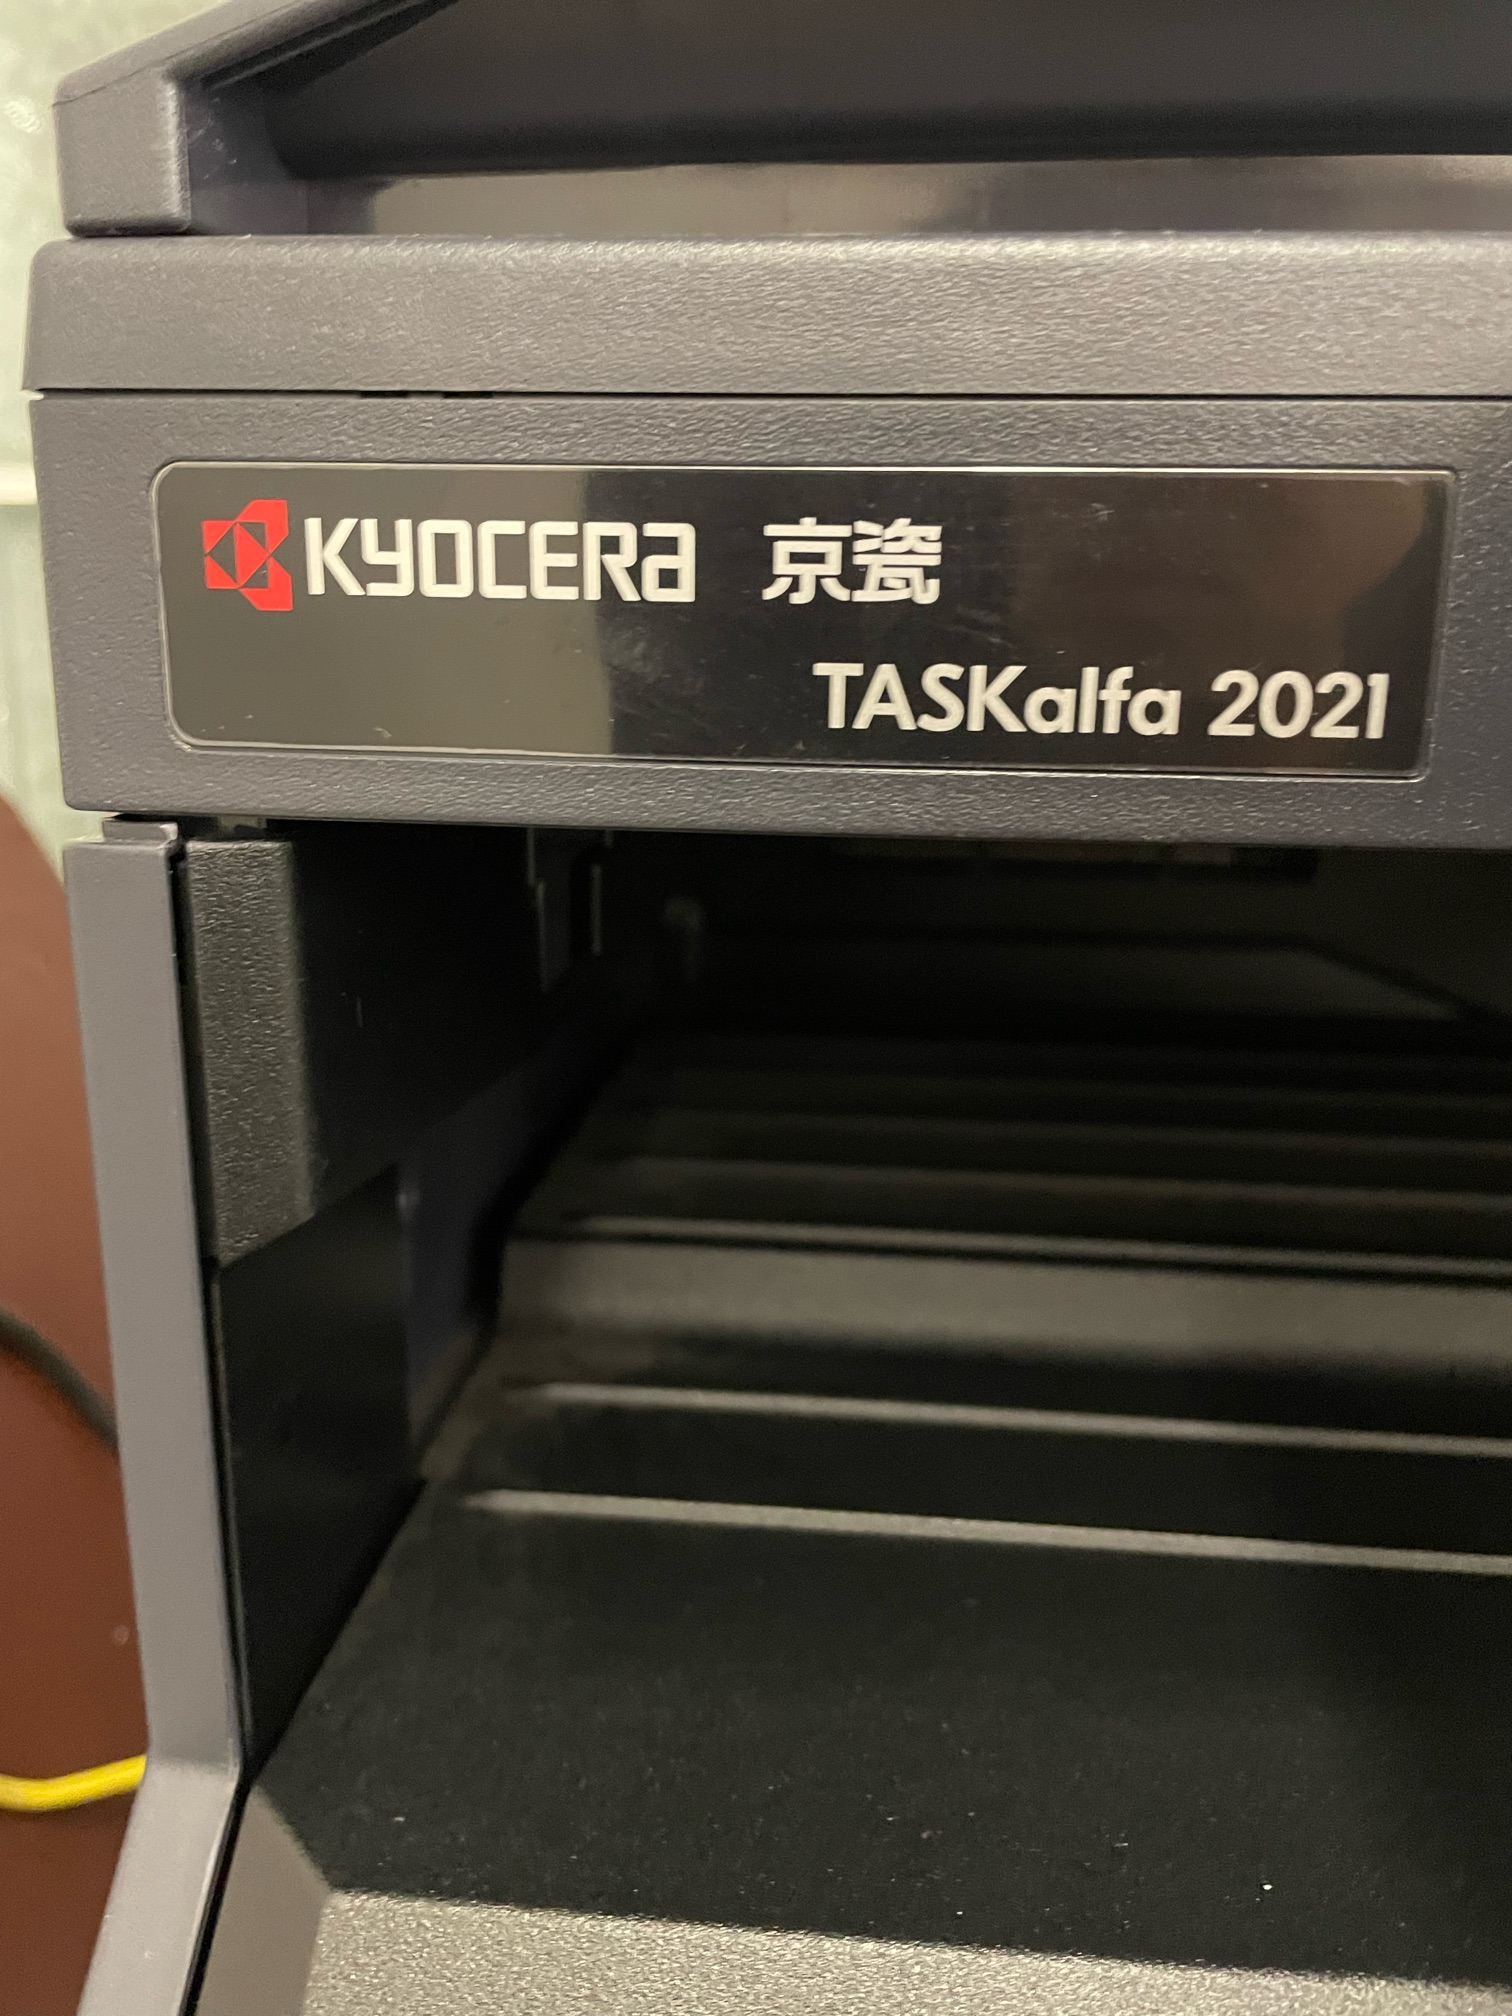 KYOCERA 京瓷
TASKalfa 2021